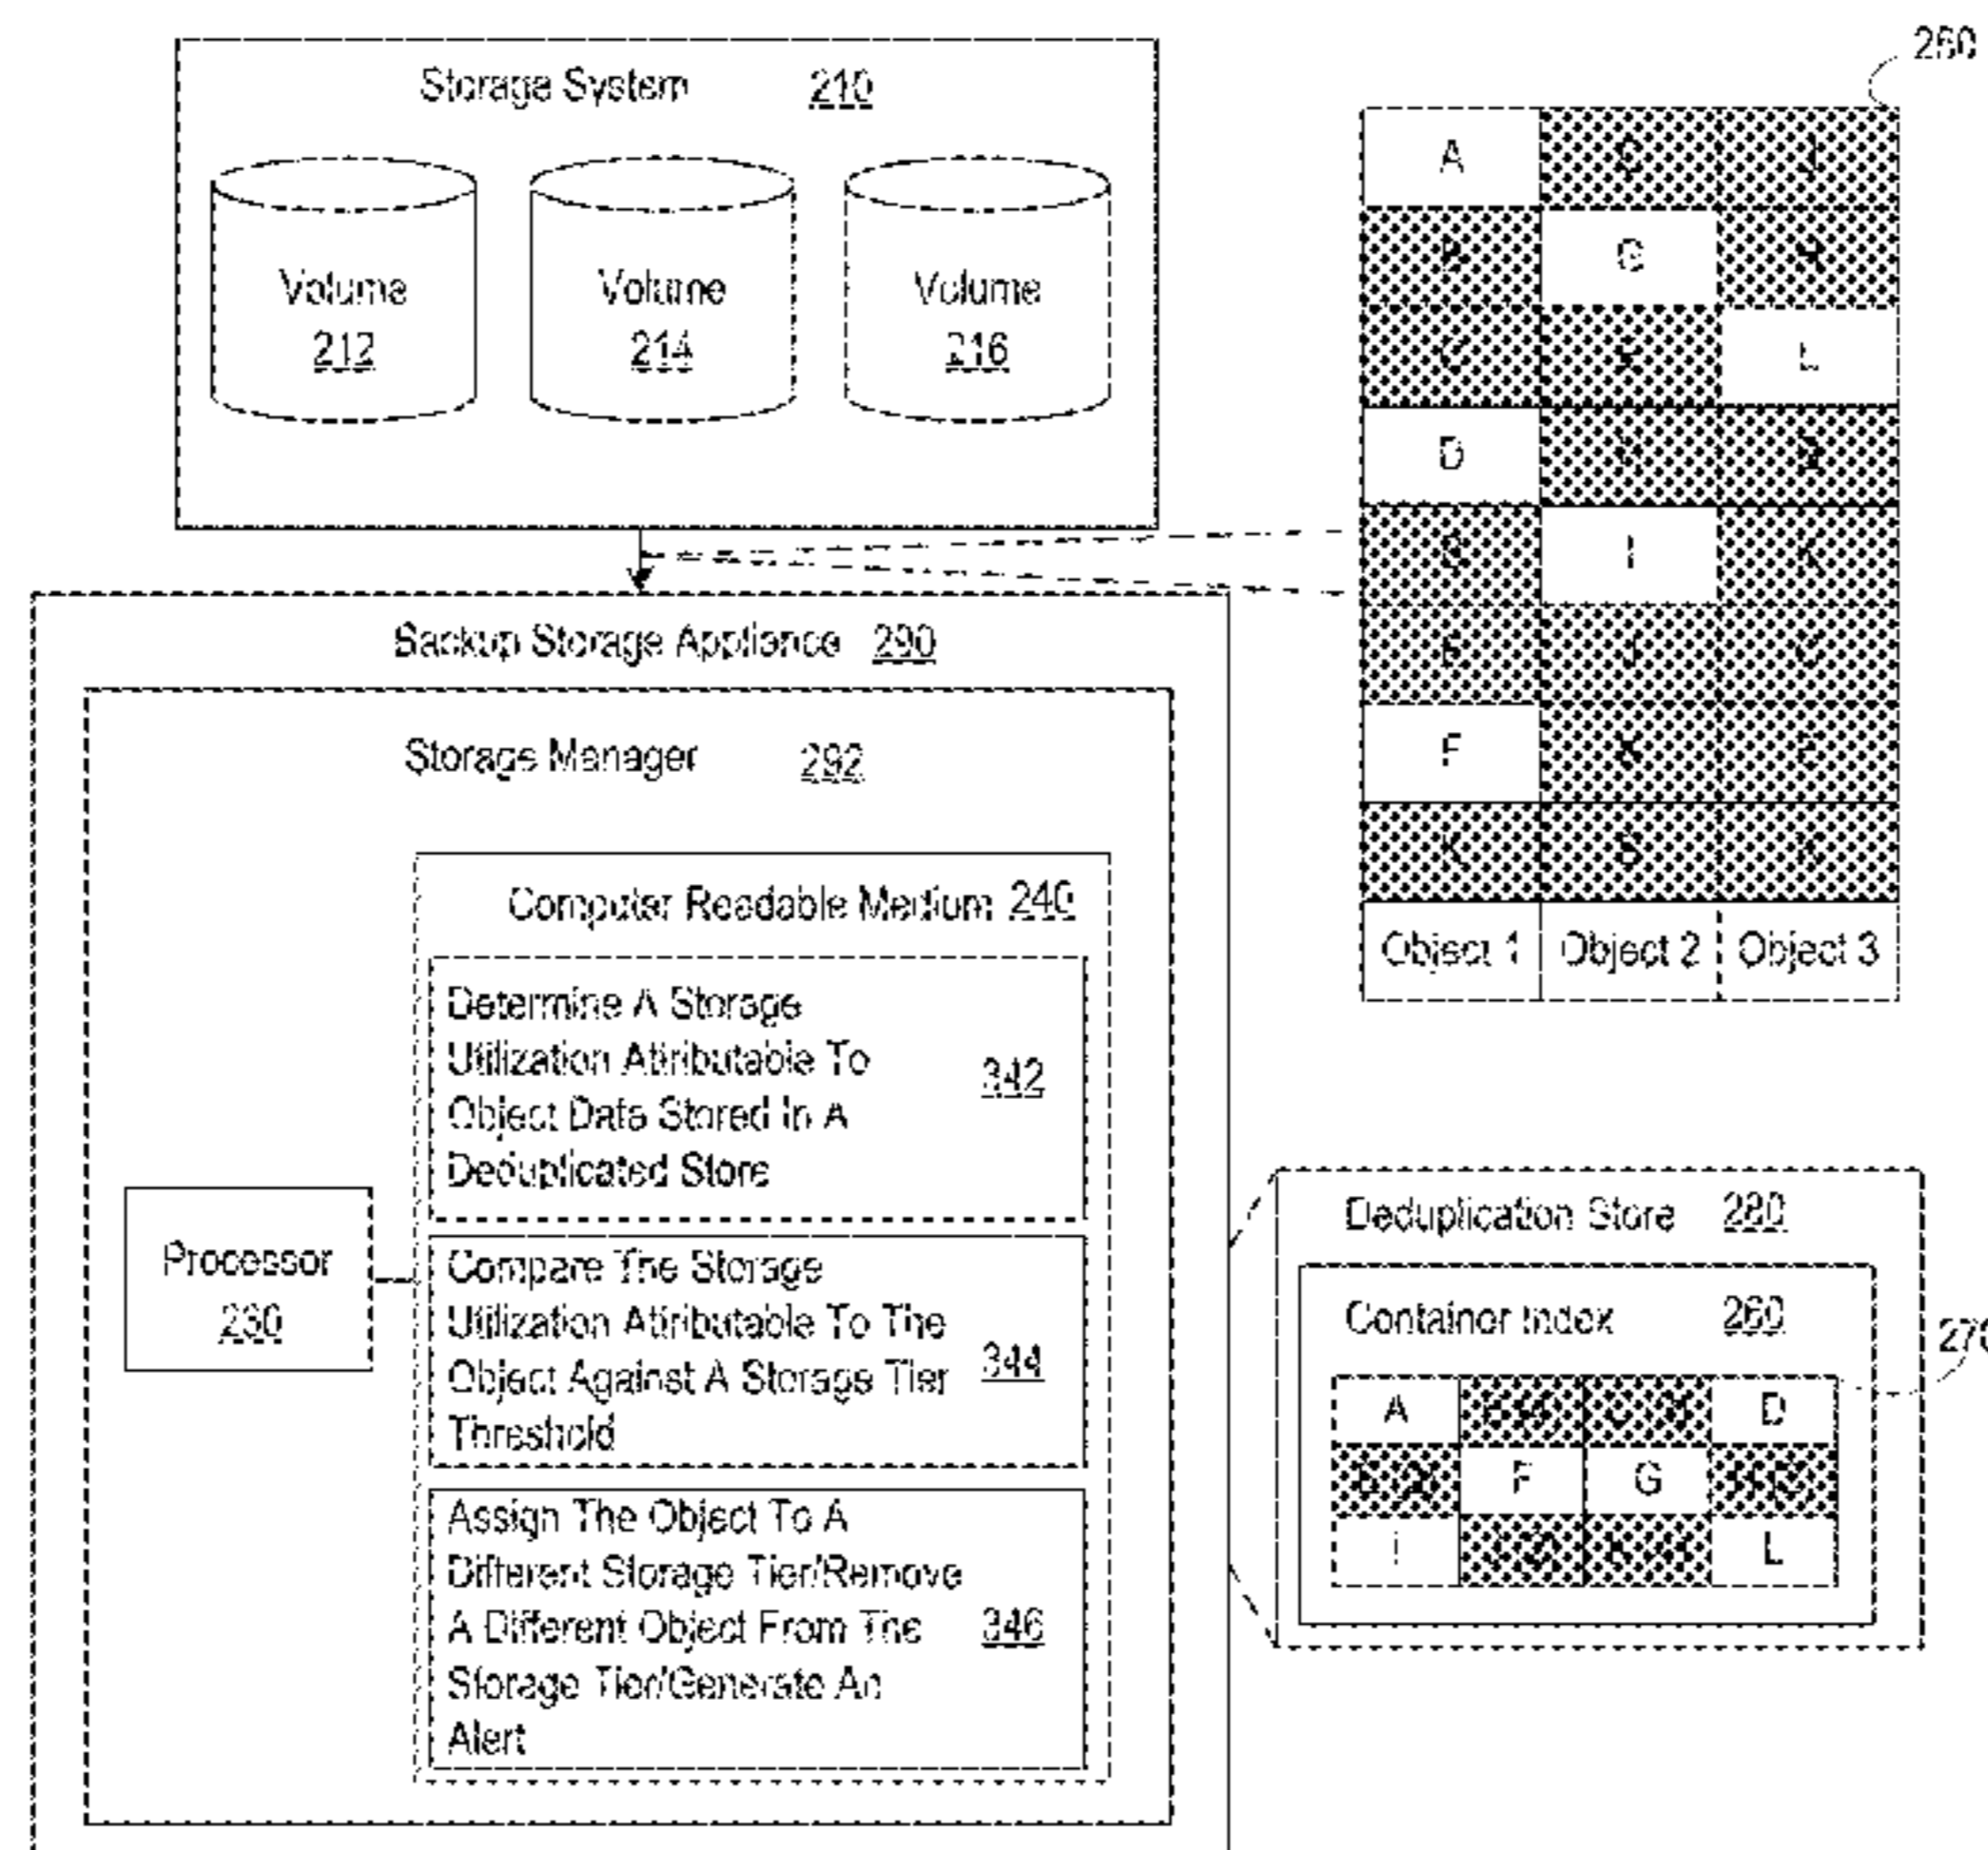 Storage System 210
Volume
212
Volume
214
Volume
216
A
G
L
D
I
F
Object 1 Object 2 Object 3
Backup Storage Appliance 290
Storage Manager 292
Computer Readable Medium 240
Determine A Storage
Utilization Attributable To
Object Data Stored In A
Deduplicated Store
342
Processor
230
Compare The Storage
Utilization Attributable To The
Object Against A Storage Tier
Threshold
344
Assign The Object To A
Different Storage Tier/Remove
A Different Object From The
Storage Tier/Generate An
Alert
346
Deduplication Store 280
Container Index 260
270
A D
F G
I L